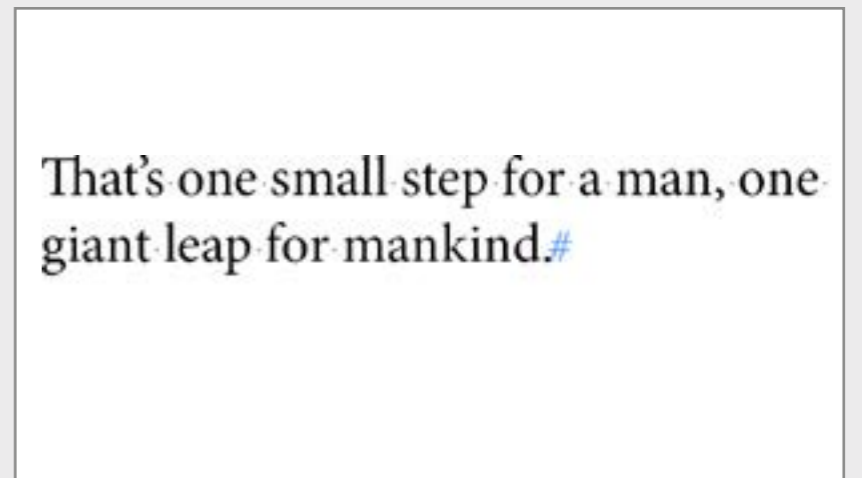 That’s one small step for a man, one
giant leap for mankind.#